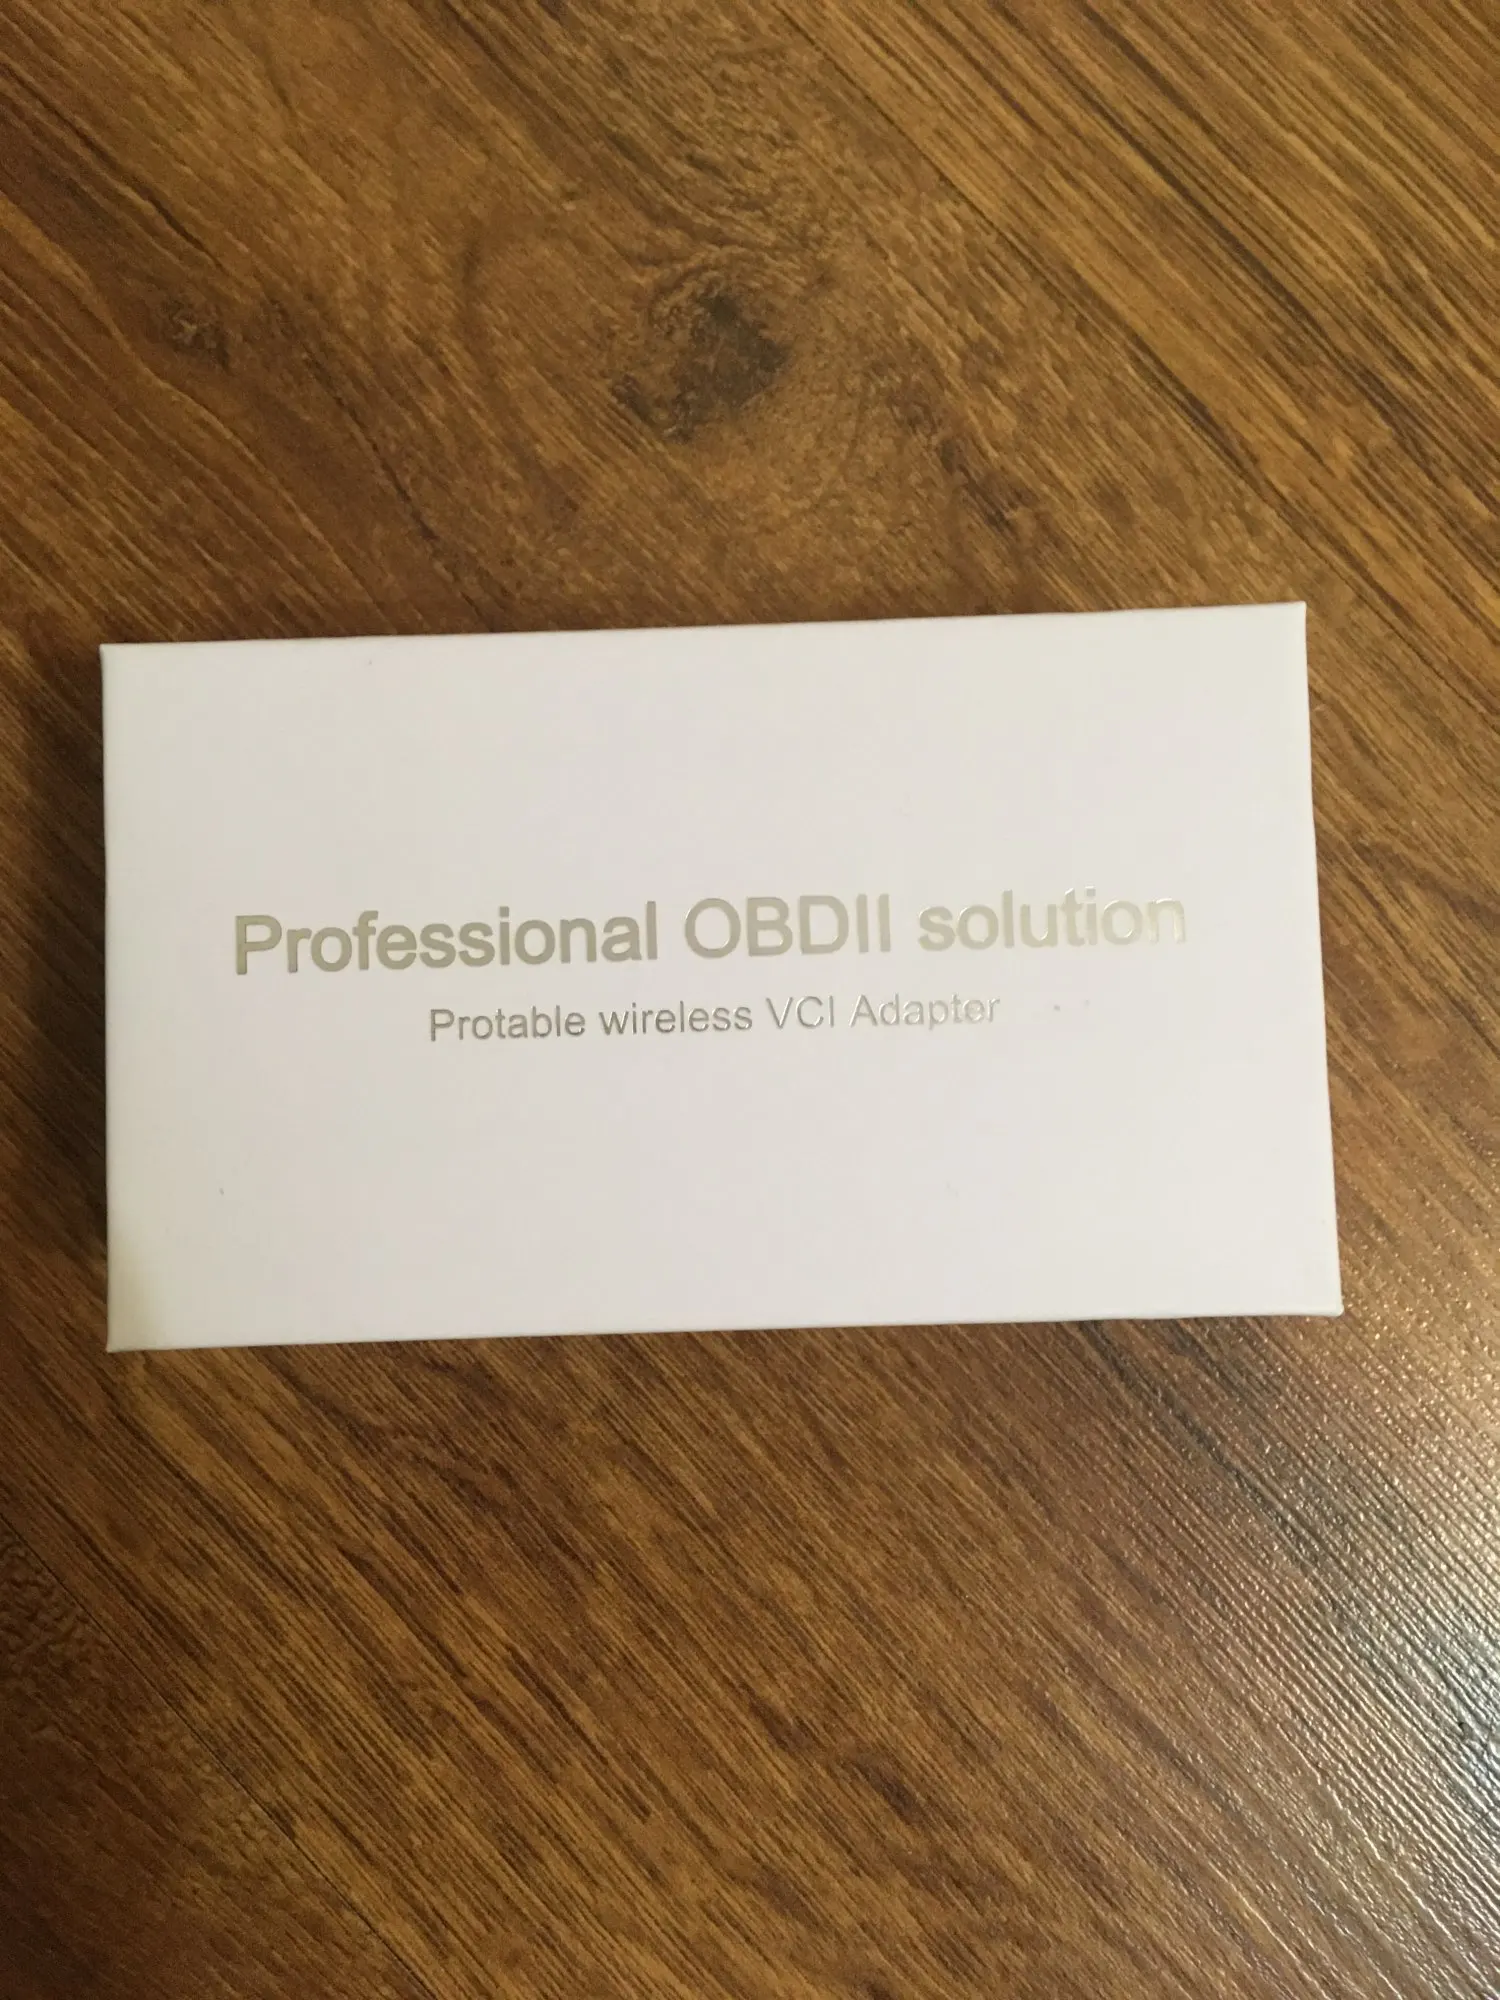 Professional OBDII solution
Protable wireless VCI Adapter